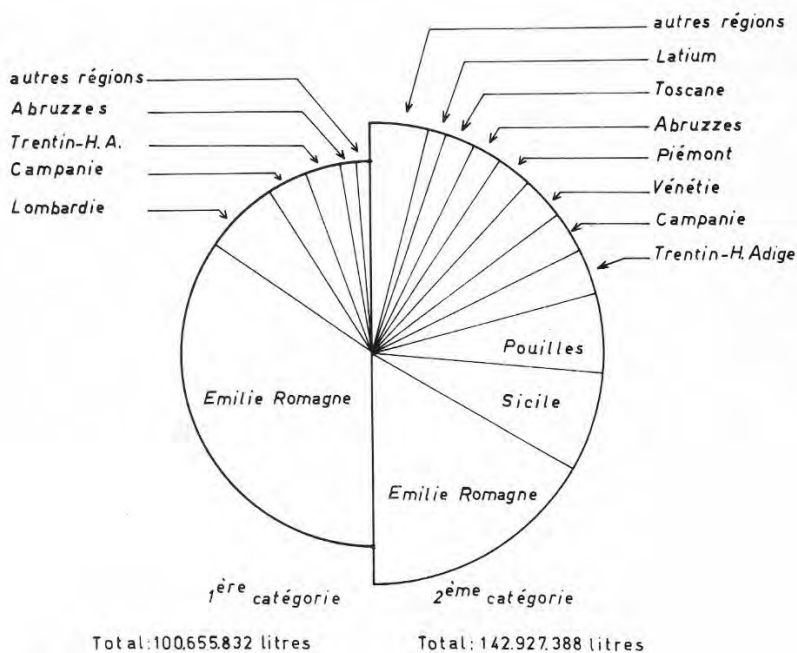 autres régions
Abruzzes
Trentin-H.A.
Campanie
Lombardie
autres régions
Latium
Toscane
Abruzzes
Piémont
Vénétie
Campanie
Trentin-H.Adige
Pouilles
Sicile
Emilie Romagne
Emilie Romagne
1ère catégorie
2ème catégorie
Total:100.655.832 litres
Total: 142.927.388 litres